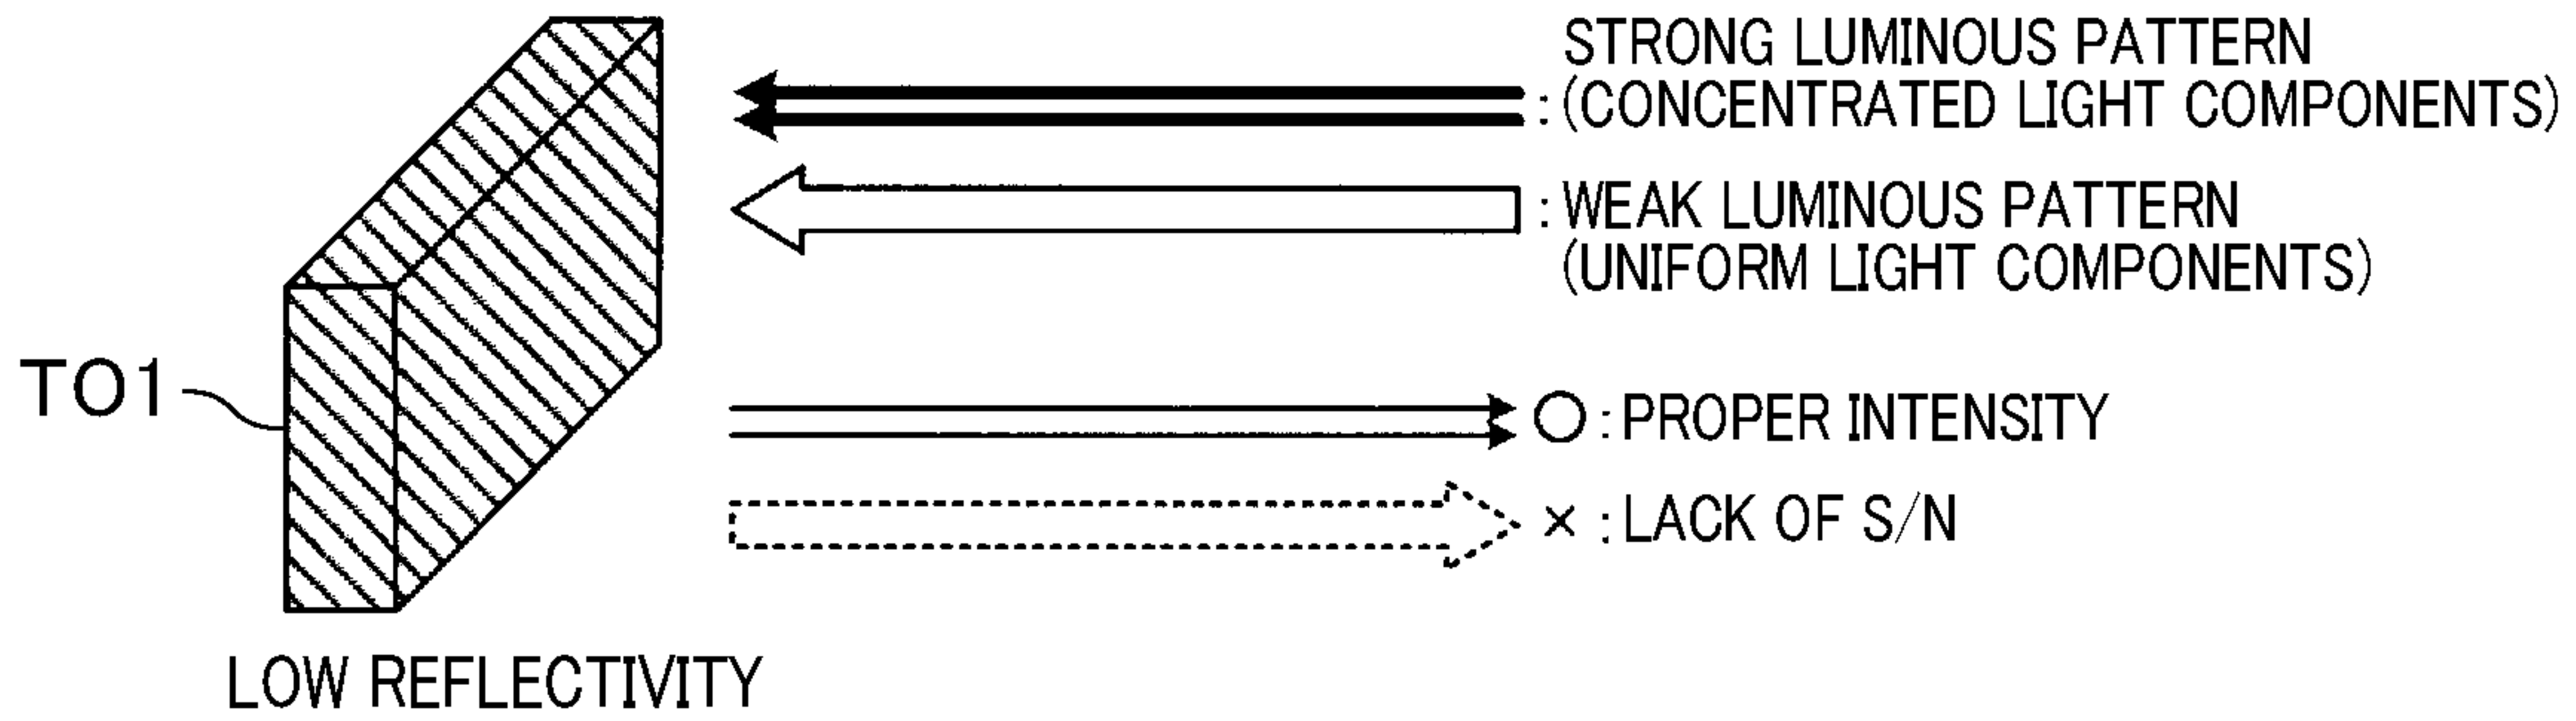 STRONG LUMINOUS PATTERN
:(CONCENTRATED LIGHT COMPONENTS)
:WEAK LUMINOUS PATTERN
(UNIFORM LIGHT COMPONENTS)
TO1
○:PROPER INTENSITY
×:LACK OF S/N
LOW REFLECTIVITY